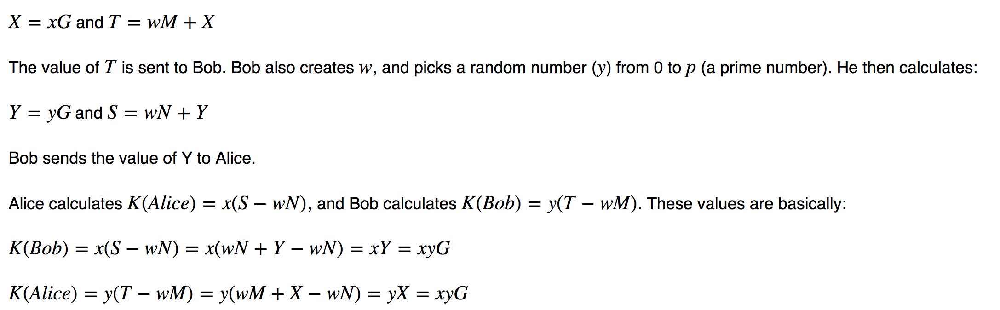 X = xG and T = wM + X
The value of T is sent to Bob. Bob also creates w, and picks a random number (y) from 0 to p (a prime number). He then calculates:
Y = yG and S = wN + Y
Bob sends the value of Y to Alice.
Alice calculates K(Alice) = x(S − wN), and Bob calculates K(Bob) = y(T − wM). These values are basically:
K(Bob) = x(S − wN) = x(wN + Y − wN) = xY = xyG
K(Alice) = y(T − wM) = y(wM + X − wN) = yX = xyG